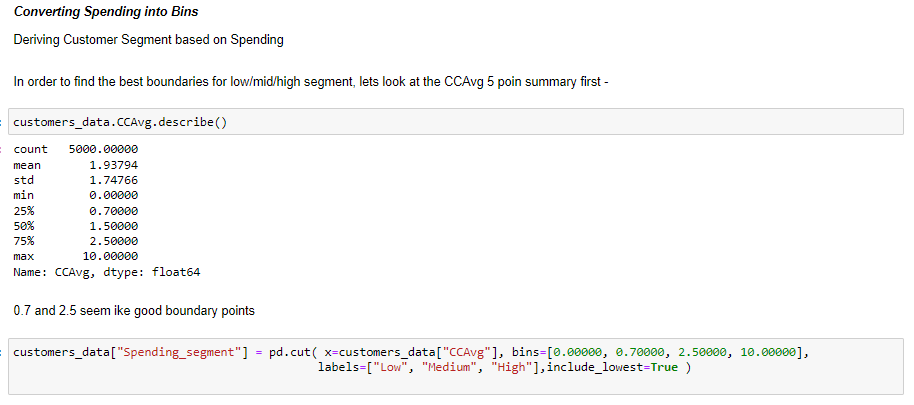 Converting Spending into Bins
Deriving Customer Segment based on Spending
In order to find the best boundaries for low/mid/high segment, lets look at the CCAvg 5 poin summary first -
customers_data.CCAvg.describe()
count 5000.00000
mean 1.93794
std 1.74766
min 0.00000
25% 0.70000
50% 1.50000
75% 2.50000
max 10.00000
Name: CCAvg, dtype: float64
0.7 and 2.5 seem ike good boundary points
customers_data["Spending_segment"] = pd.cut( x=customers_data["CCAvg"], bins=[0.00000, 0.70000, 2.50000, 10.00000],
labels=["Low", "Medium", "High"],include_lowest=True )